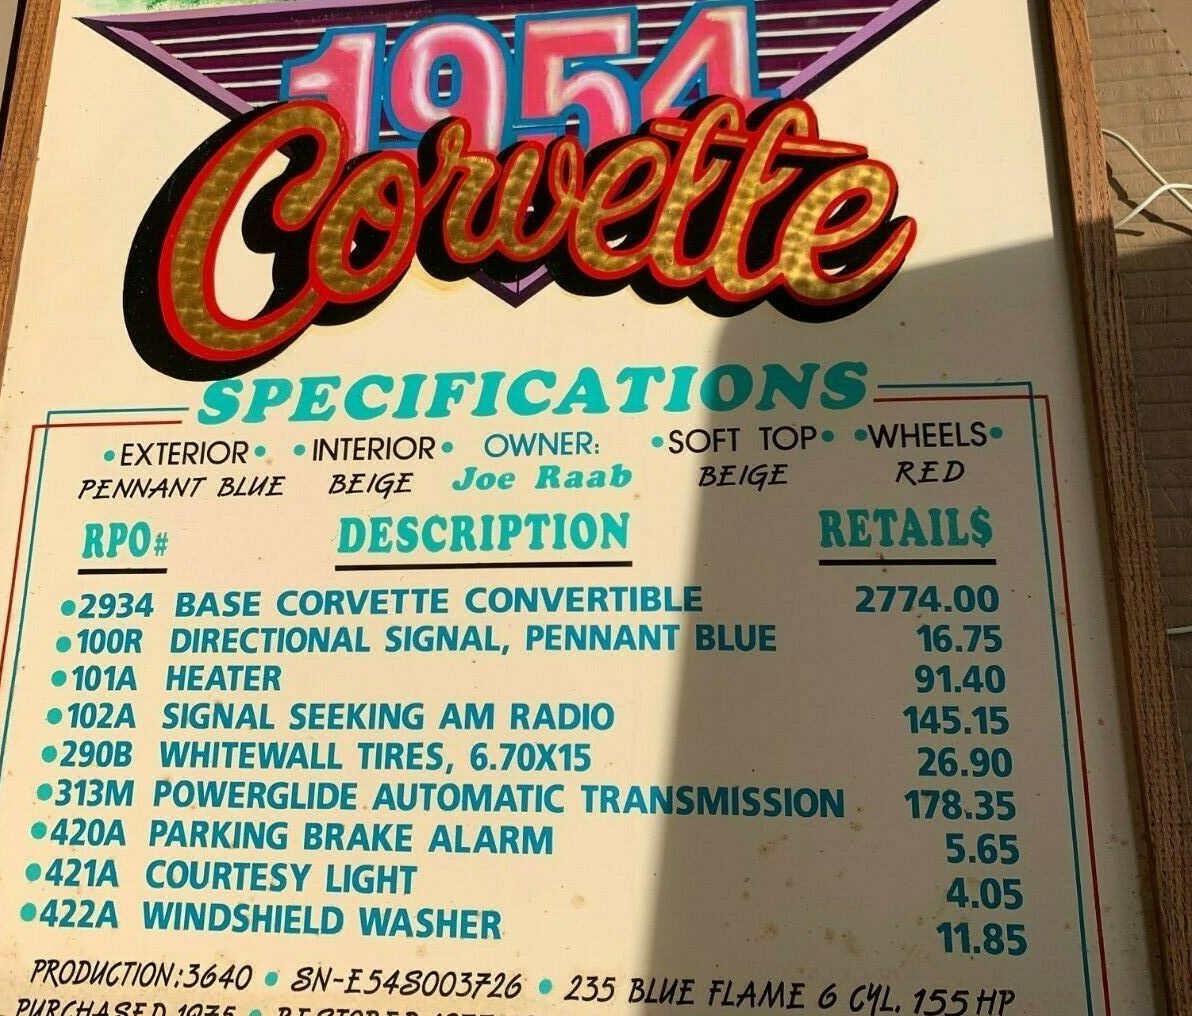 1954
Corvette
SPECIFICATIONS
•EXTERIOR• •INTERIOR• OWNER: •SOFT TOP• •WHEELS•
PENNANT BLUE BEIGE Joe Raab BEIGE RED
RPO# DESCRIPTION RETAIL$
•2934 BASE CORVETTE CONVERTIBLE 2774.00
•100R DIRECTIONAL SIGNAL, PENNANT BLUE 16.75
•101A HEATER 91.40
•102A SIGNAL SEEKING AM RADIO 145.15
•290B WHITEWALL TIRES, 6.70X15 26.90
•313M POWERGLIDE AUTOMATIC TRANSMISSION 178.35
•420A PARKING BRAKE ALARM 5.65
•421A COURTESY LIGHT 4.05
•422A WINDSHIELD WASHER 11.85
PRODUCTION:3640 • SN-E54S003726 • 235 BLUE FLAME 6 CYL. 155 HP
PURCHASED 1975 • RESTORED